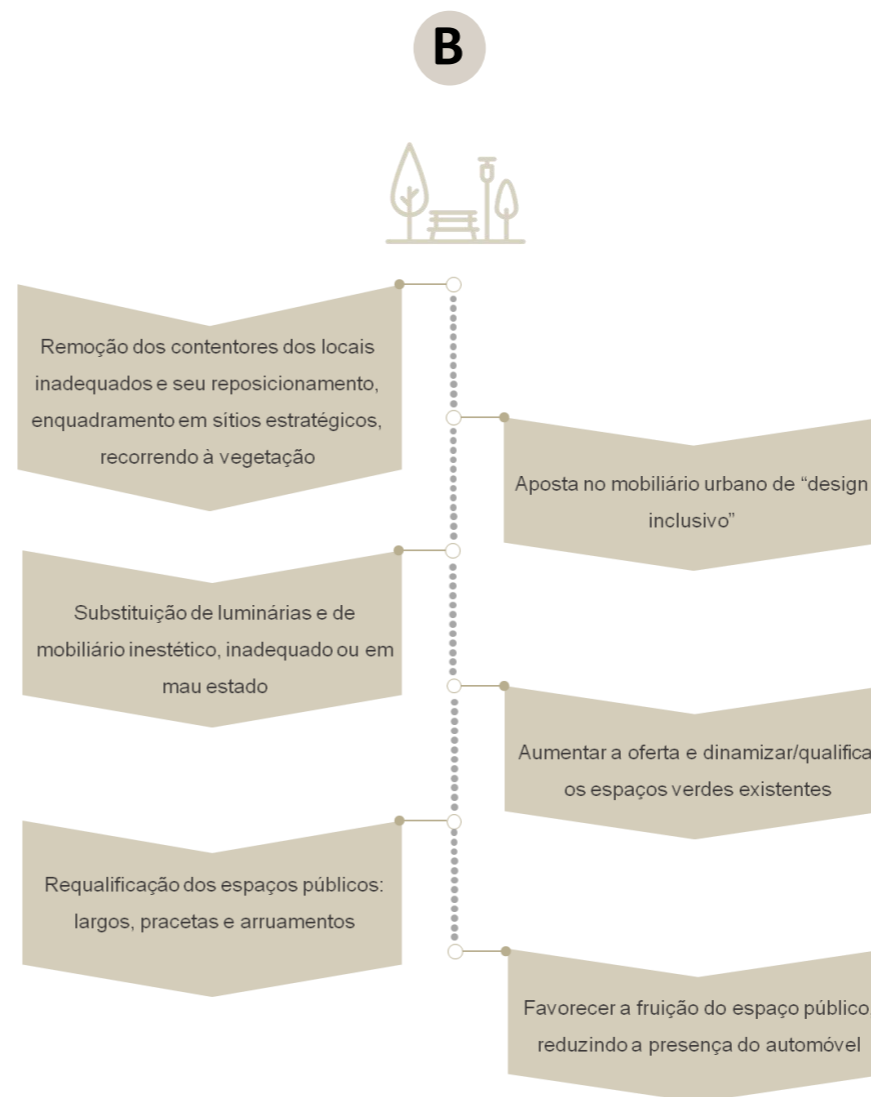 B
Remoção dos contentores dos locais
inadequados e seu reposicionamento,
enquadramento em sítios estratégicos,
recorrendo à vegetação
Aposta no mobiliário urbano de “design
inclusivo”
Substituição de luminárias e de
mobiliário inestético, inadequado ou em
mau estado
Aumentar a oferta e dinamizar/qualifica
os espaços verdes existentes
Requalificação dos espaços públicos:
largos, pracetas e arruamentos
Favorecer a fruição do espaço público
reduzindo a presença do automóvel